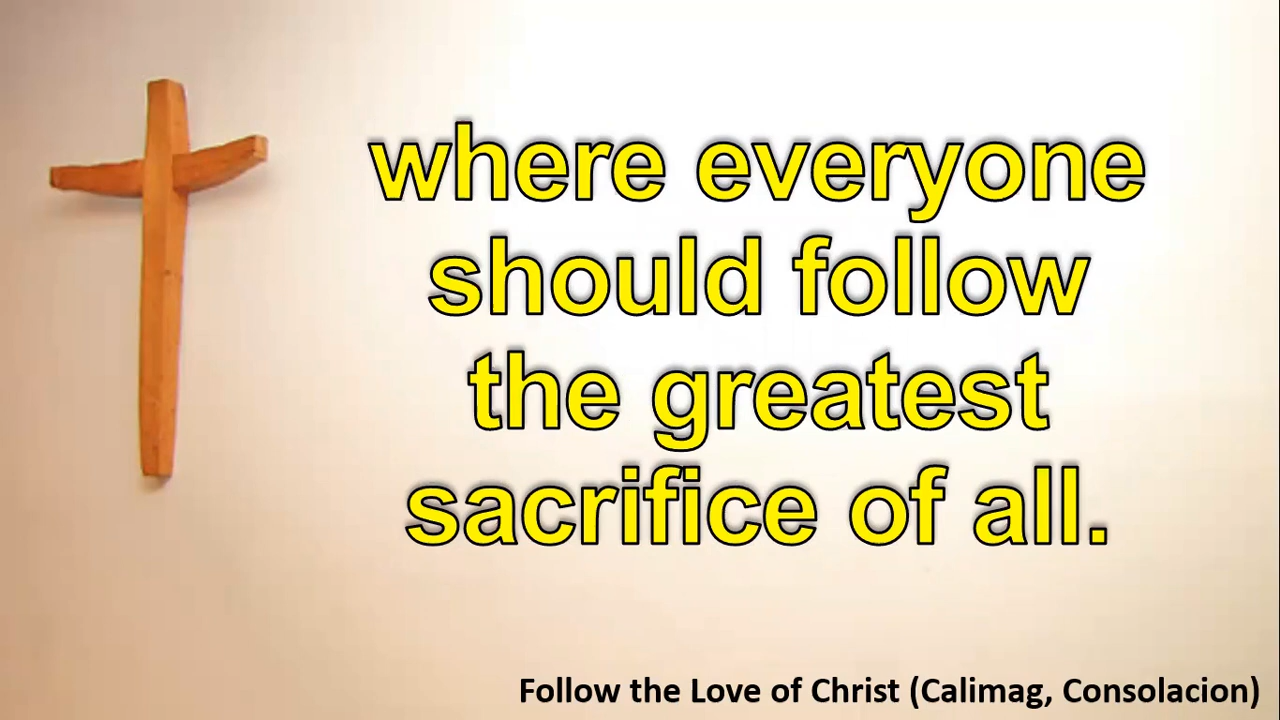 where everyone
should follow
the greatest
sacrifice of all.
Follow the Love of Christ (Calimag, Consolacion)